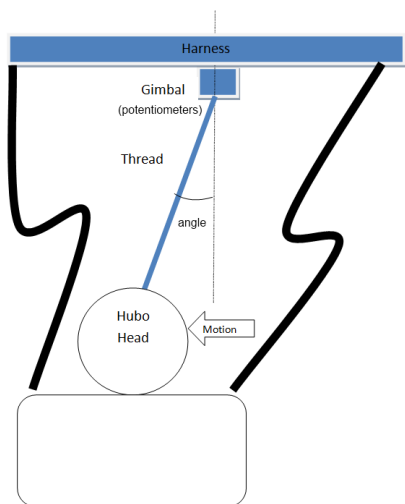 Harness
Gimbal
(potentiometers)
Thread
angle
Hubo
Head
Motion